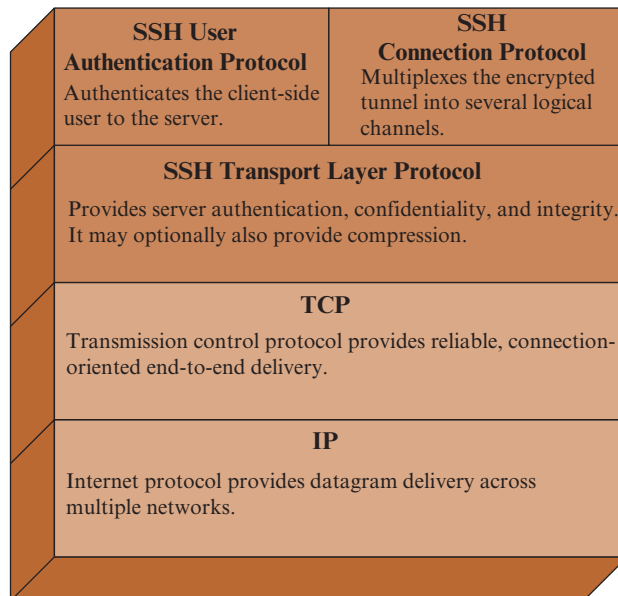 SSH User
Authentication Protocol
Authenticates the client-side
user to the server.
SSH
Connection Protocol
Multiplexes the encrypted
tunnel into several logical
channels.
SSH Transport Layer Protocol
Provides server authentication, confidentiality, and integrity.
It may optionally also provide compression.
TCP
Transmission control protocol provides reliable, connection-
oriented end-to-end delivery.
IP
Internet protocol provides datagram delivery across
multiple networks.